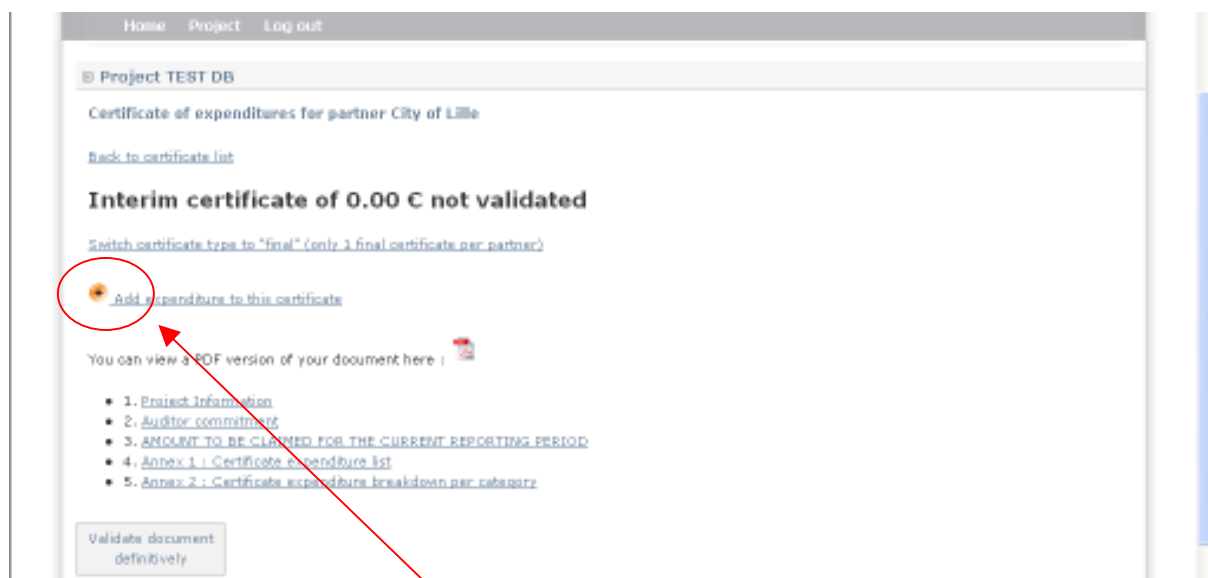 Home Project Log out
Project TEST DB
Certificate of expenditures for partner City of Lille
Back to certificate list
Interim certificate of 0.00 € not validated
Switch certificate type to "final" (only 1 final certificate per partner)
Add expenditure to this certificate
You can view a PDF version of your document here :
1. Project Information
2. Auditor commitment
3. AMOUNT TO BE CLAIMED FOR THE CURRENT REPORTING PERIOD
4. Annex 1 : Certificate expenditure list
5. Annex 2 : Certificate expenditure breakdown per category
Validate document
definitively